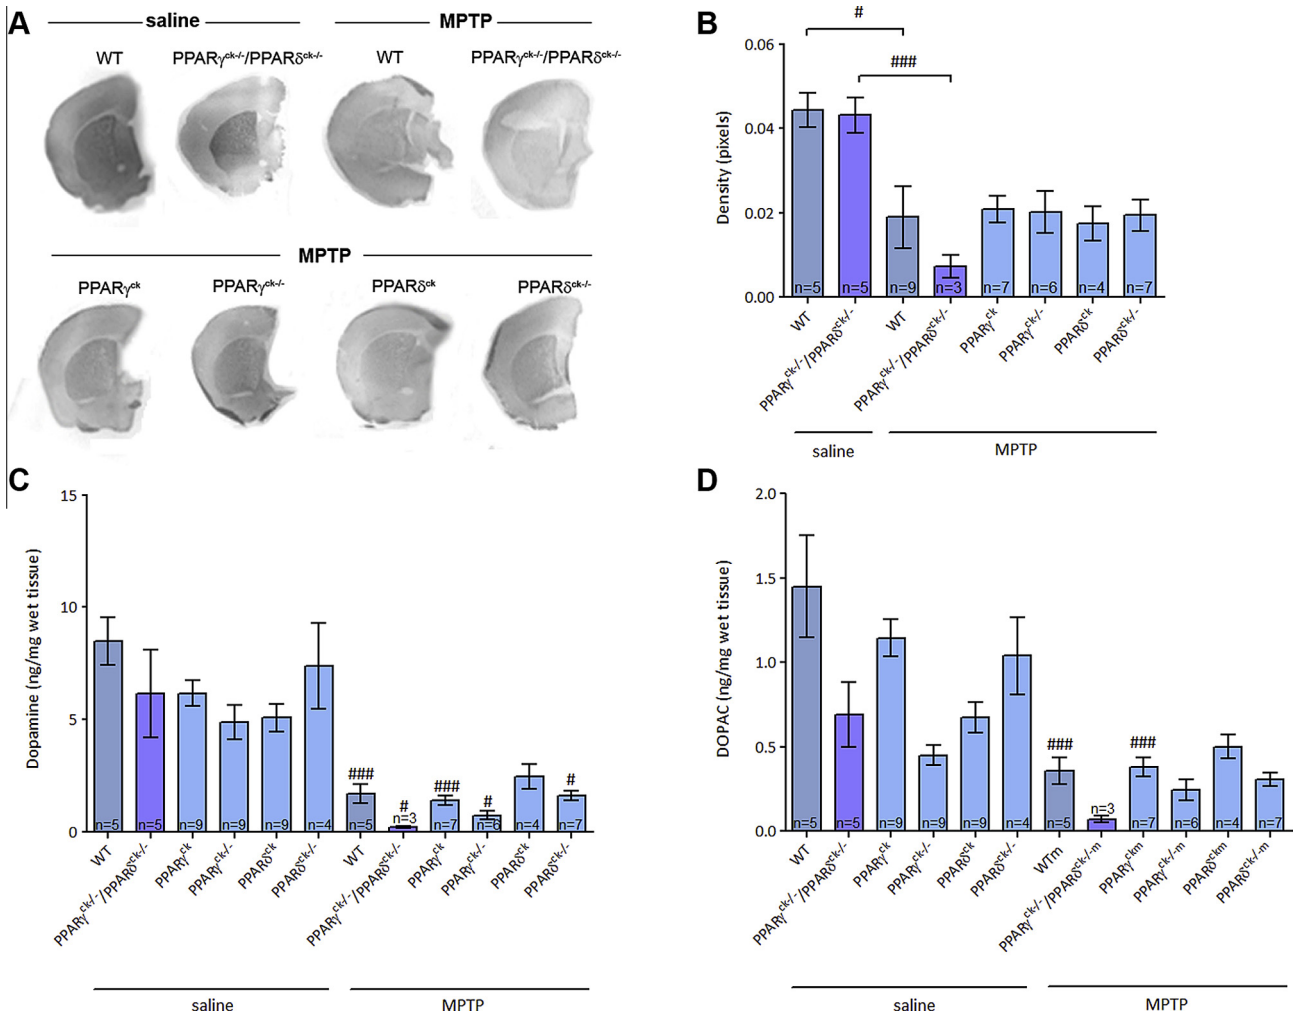 A
saline
MPTP
WT
PPARγck-/-/PPARδck-/-
WT
PPARγck-/-/PPARδck-/-
MPTP
PPARγck
PPARγck-/-
PPARδck
PPARδck-/-
B
#
###
0.06
0.04
0.02
0.00
Density (pixels)
n=5
n=5
n=9
n=3
n=7
n=6
n=4
n=7
WT
PPARγck-/-/PPARδck-/-
WT
PPARγck-/-/PPARδck-/-
PPARγck
PPARγck-/-
PPARδck
PPARδck-/-
saline
MPTP
C
15
10
5
0
Dopamine (ng/mg wet tissue)
###
#
###
#
#
n=5
n=5
n=9
n=9
n=9
n=4
n=5
n=3
n=7
n=6
n=4
n=7
WT
PPARγck-/-/PPARδck-/-
PPARγck
PPARγck-/-
PPARδck
PPARδck-/-
WT
PPARγck-/-/PPARδck-/-
PPARγck
PPARγck-/-
PPARδck
PPARδck-/-
saline
MPTP
D
2.0
1.5
1.0
0.5
0.0
DOPAC (ng/mg wet tissue)
###
###
n=5
n=5
n=9
n=9
n=9
n=4
n=5
n=3
n=7
n=6
n=4
n=7
WT
PPARγck-/-/PPARδck-/-
PPARγck
PPARγck-/-
PPARδck
PPARδck-/-
WTm
PPARγck-/-/PPARδck-/-m
PPARγckm
PPARγck-/-m
PPARδckm
PPARδck-/-m
saline
MPTP